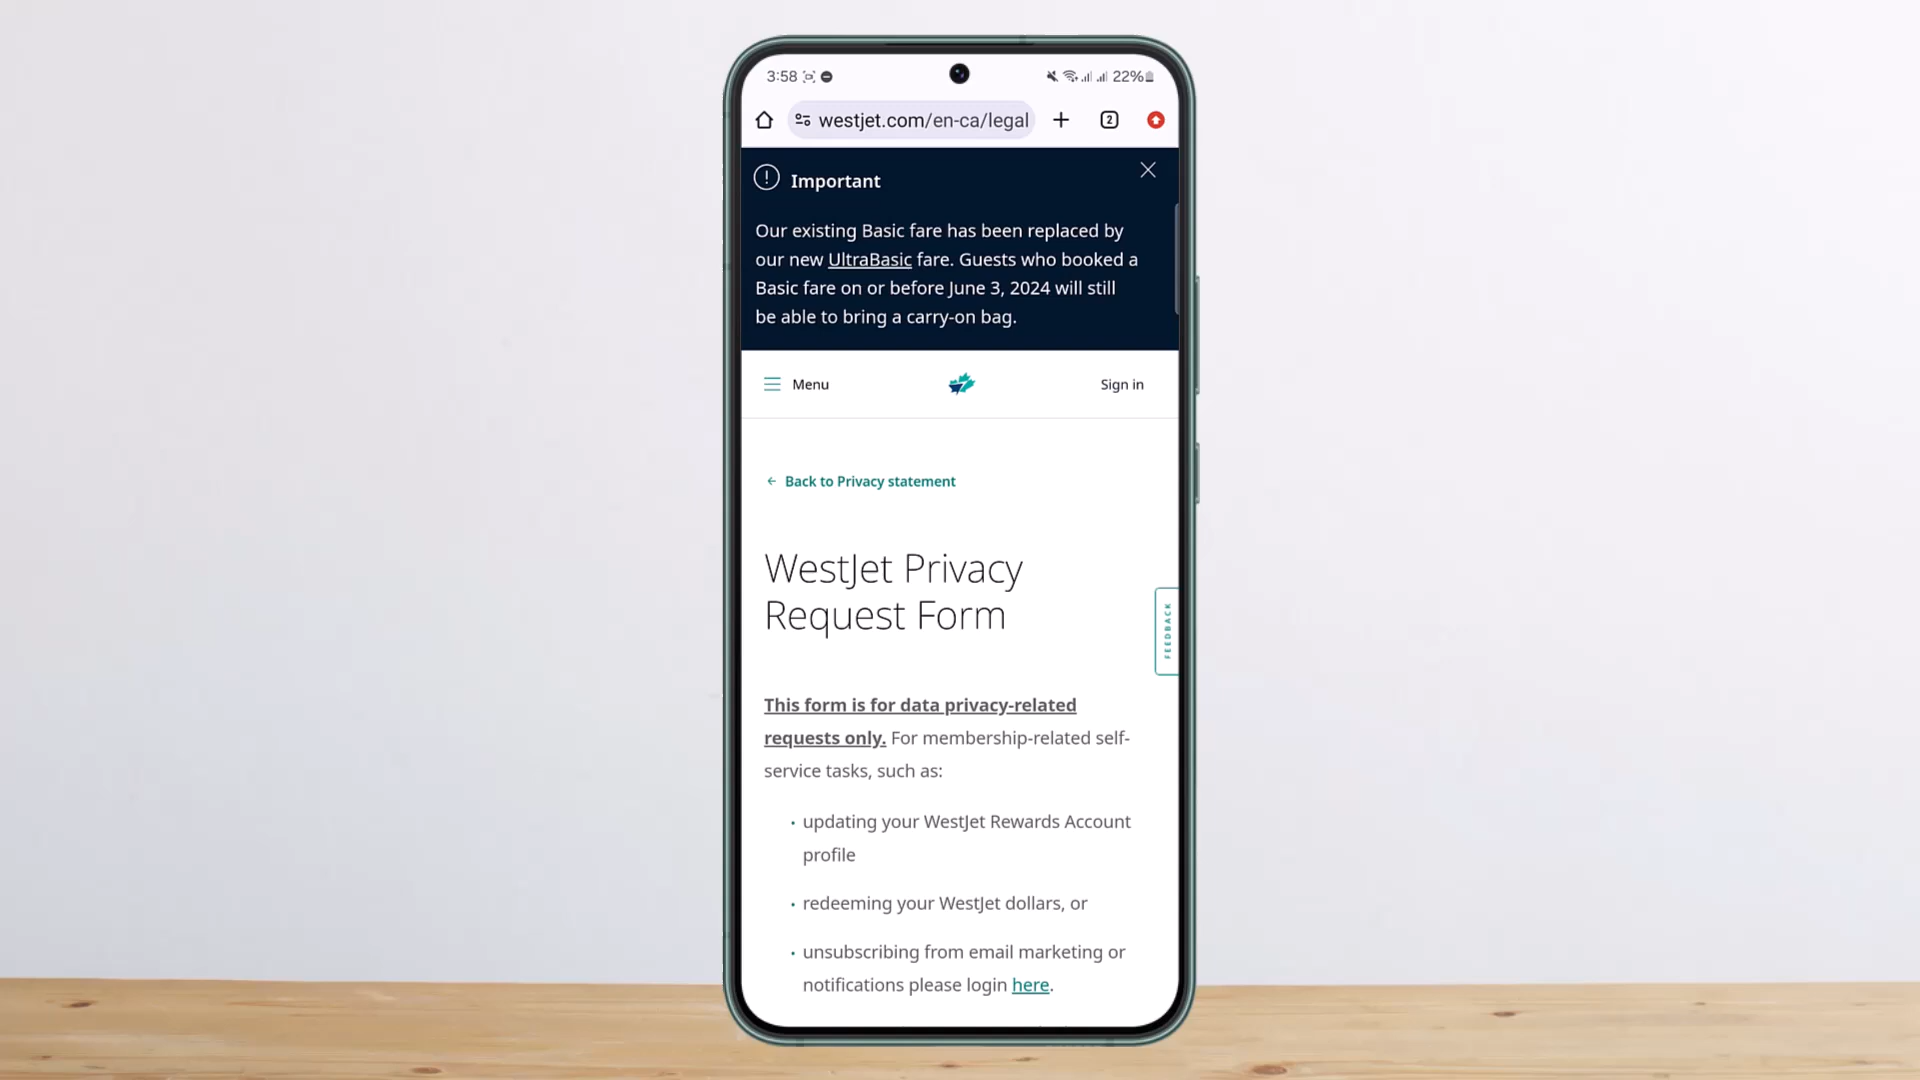 3:58
22%
westjet.com/en-ca/legal
2
Important
Our existing Basic fare has been replaced by
our new UltraBasic fare. Guests who booked a
Basic fare on or before June 3, 2024 will still
be able to bring a carry-on bag.
Menu
Sign in
Back to Privacy statement
WestJet Privacy
Request Form
FEEDBACK
This form is for data privacy-related
requests only. For membership-related self-
service tasks, such as:
• updating your WestJet Rewards Account
profile
• redeeming your WestJet dollars, or
• unsubscribing from email marketing or
notifications please login here.